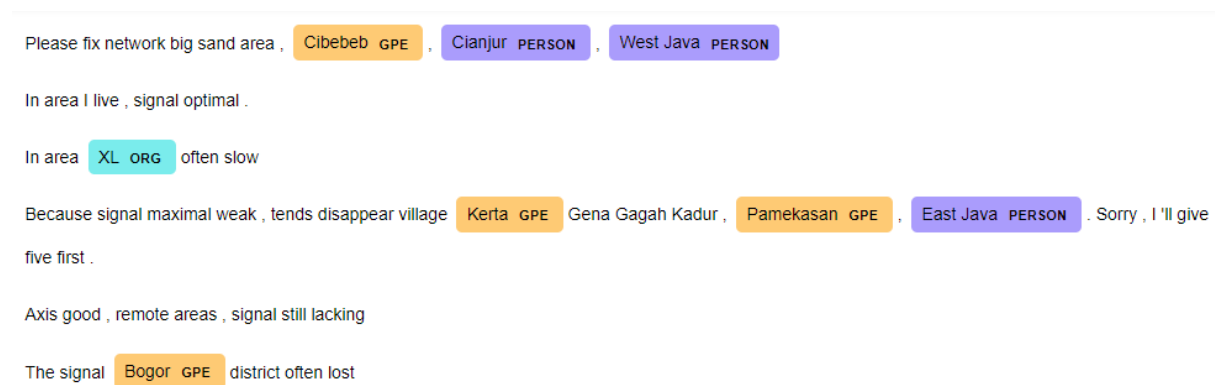 Please fix network big sand area , Cibebeb GPE , Cianjur PERSON , West Java PERSON
In area I live , signal optimal .
In area XL ORG often slow
Because signal maximal weak , tends disappear village Kerta GPE Gena Gagah Kadur , Pamekasan GPE , East Java PERSON . Sorry , I 'll give
five first .
Axis good , remote areas , signal still lacking
The signal Bogor GPE district often lost